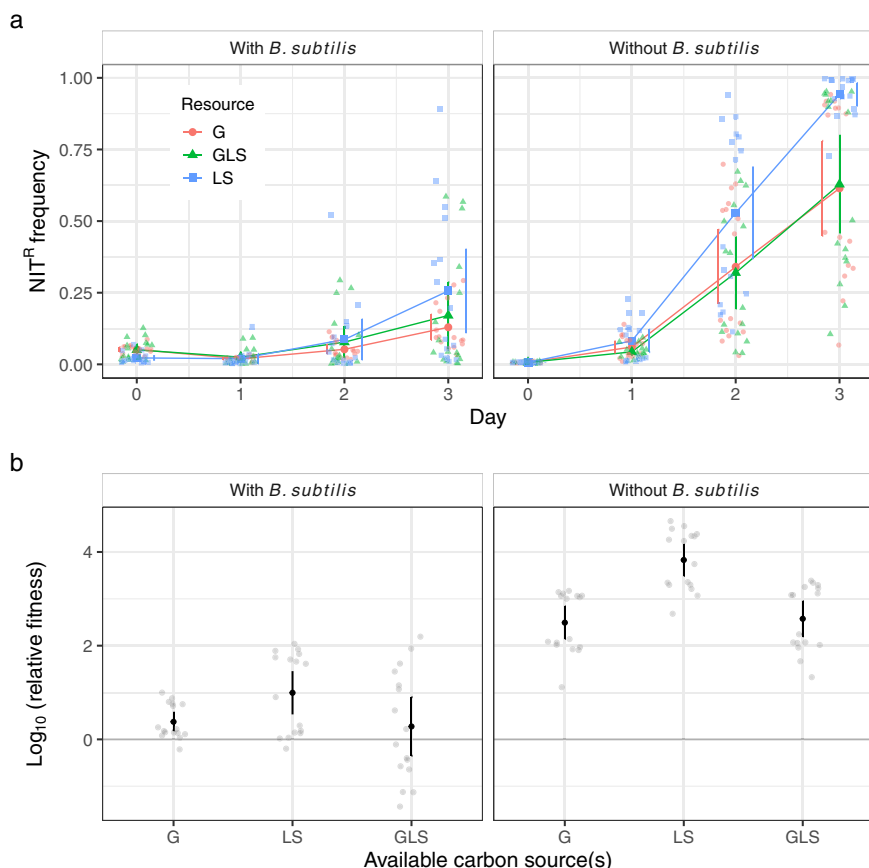 a
With B. subtilis
Without B. subtilis
1.00
0.75
0.50
0.25
0.00
NITᴿ frequency
Resource
G
GLS
LS
0 1 2 3
0 1 2 3
Day
b
With B. subtilis
Without B. subtilis
4
2
0
Log₁₀ (relative fitness)
G LS GLS
G LS GLS
Available carbon source(s)